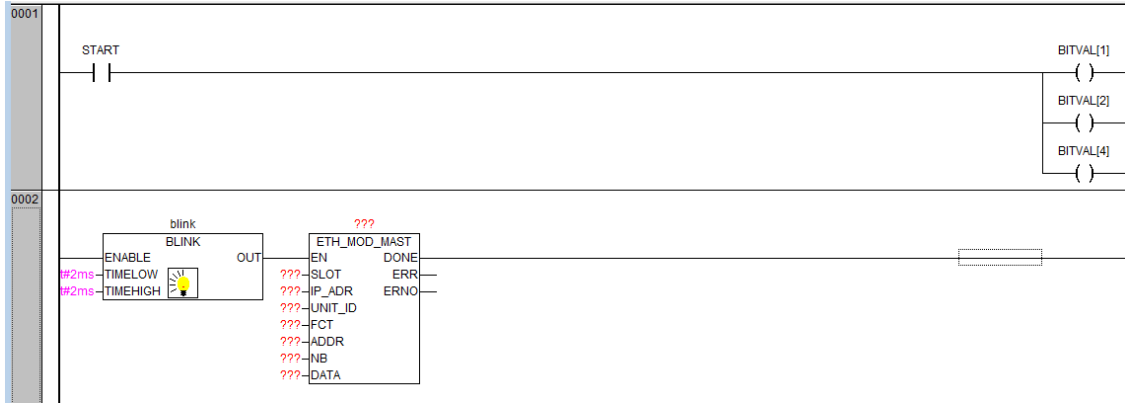 0001
START
BITVAL[1]
BITVAL[2]
BITVAL[4]
0002
blink
???
BLINK
ETH_MOD_MAST
ENABLE OUT
EN DONE
t#2ms TIMELOW
??? SLOT ERR
t#2ms TIMEHIGH
??? IP_ADR ERNO
??? UNIT_ID
??? FCT
??? ADDR
??? NB
??? DATA